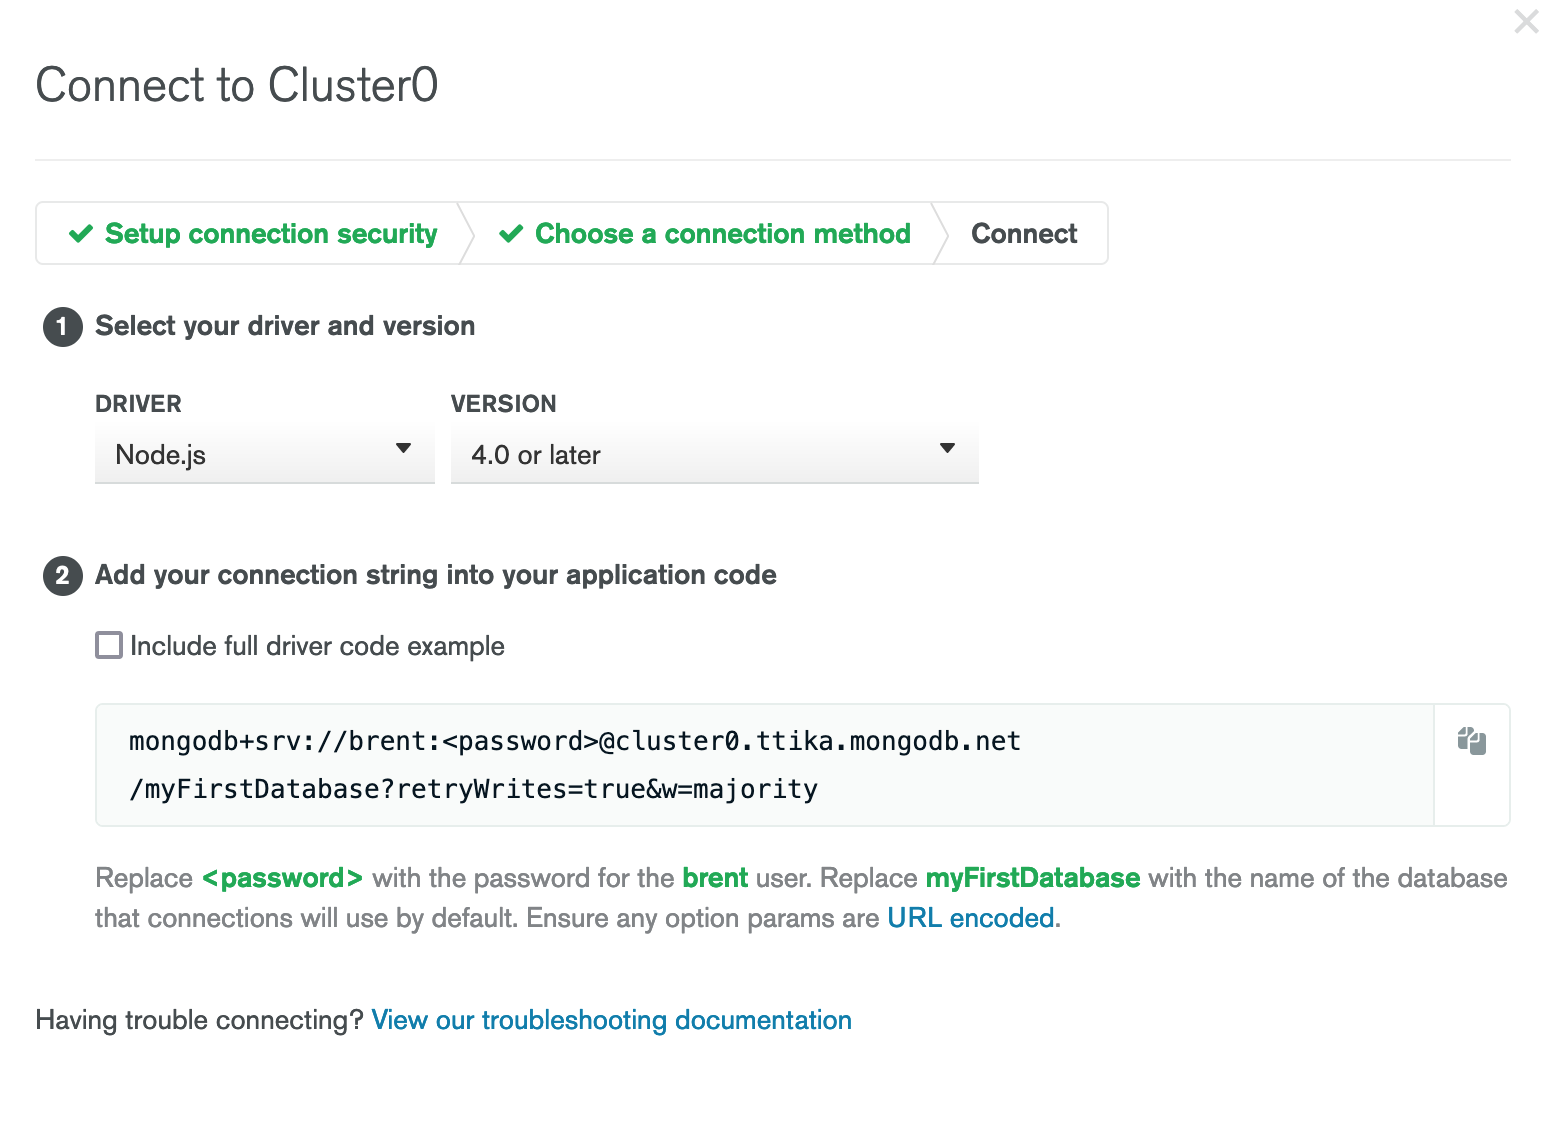 Connect to Cluster0
Setup connection security
Choose a connection method
Connect
1 Select your driver and version
DRIVER
VERSION
Node.js
4.0 or later
2 Add your connection string into your application code
Include full driver code example
mongodb+srv://brent:<password>@cluster0.ttika.mongodb.net
/myFirstDatabase?retryWrites=true&w=majority
Replace <password> with the password for the brent user. Replace myFirstDatabase with the name of the database
that connections will use by default. Ensure any option params are URL encoded.
Having trouble connecting? View our troubleshooting documentation